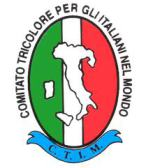 COMITATO TRICOLORE PER GLI ITALIANI NEL MONDO
C. T. I. M.